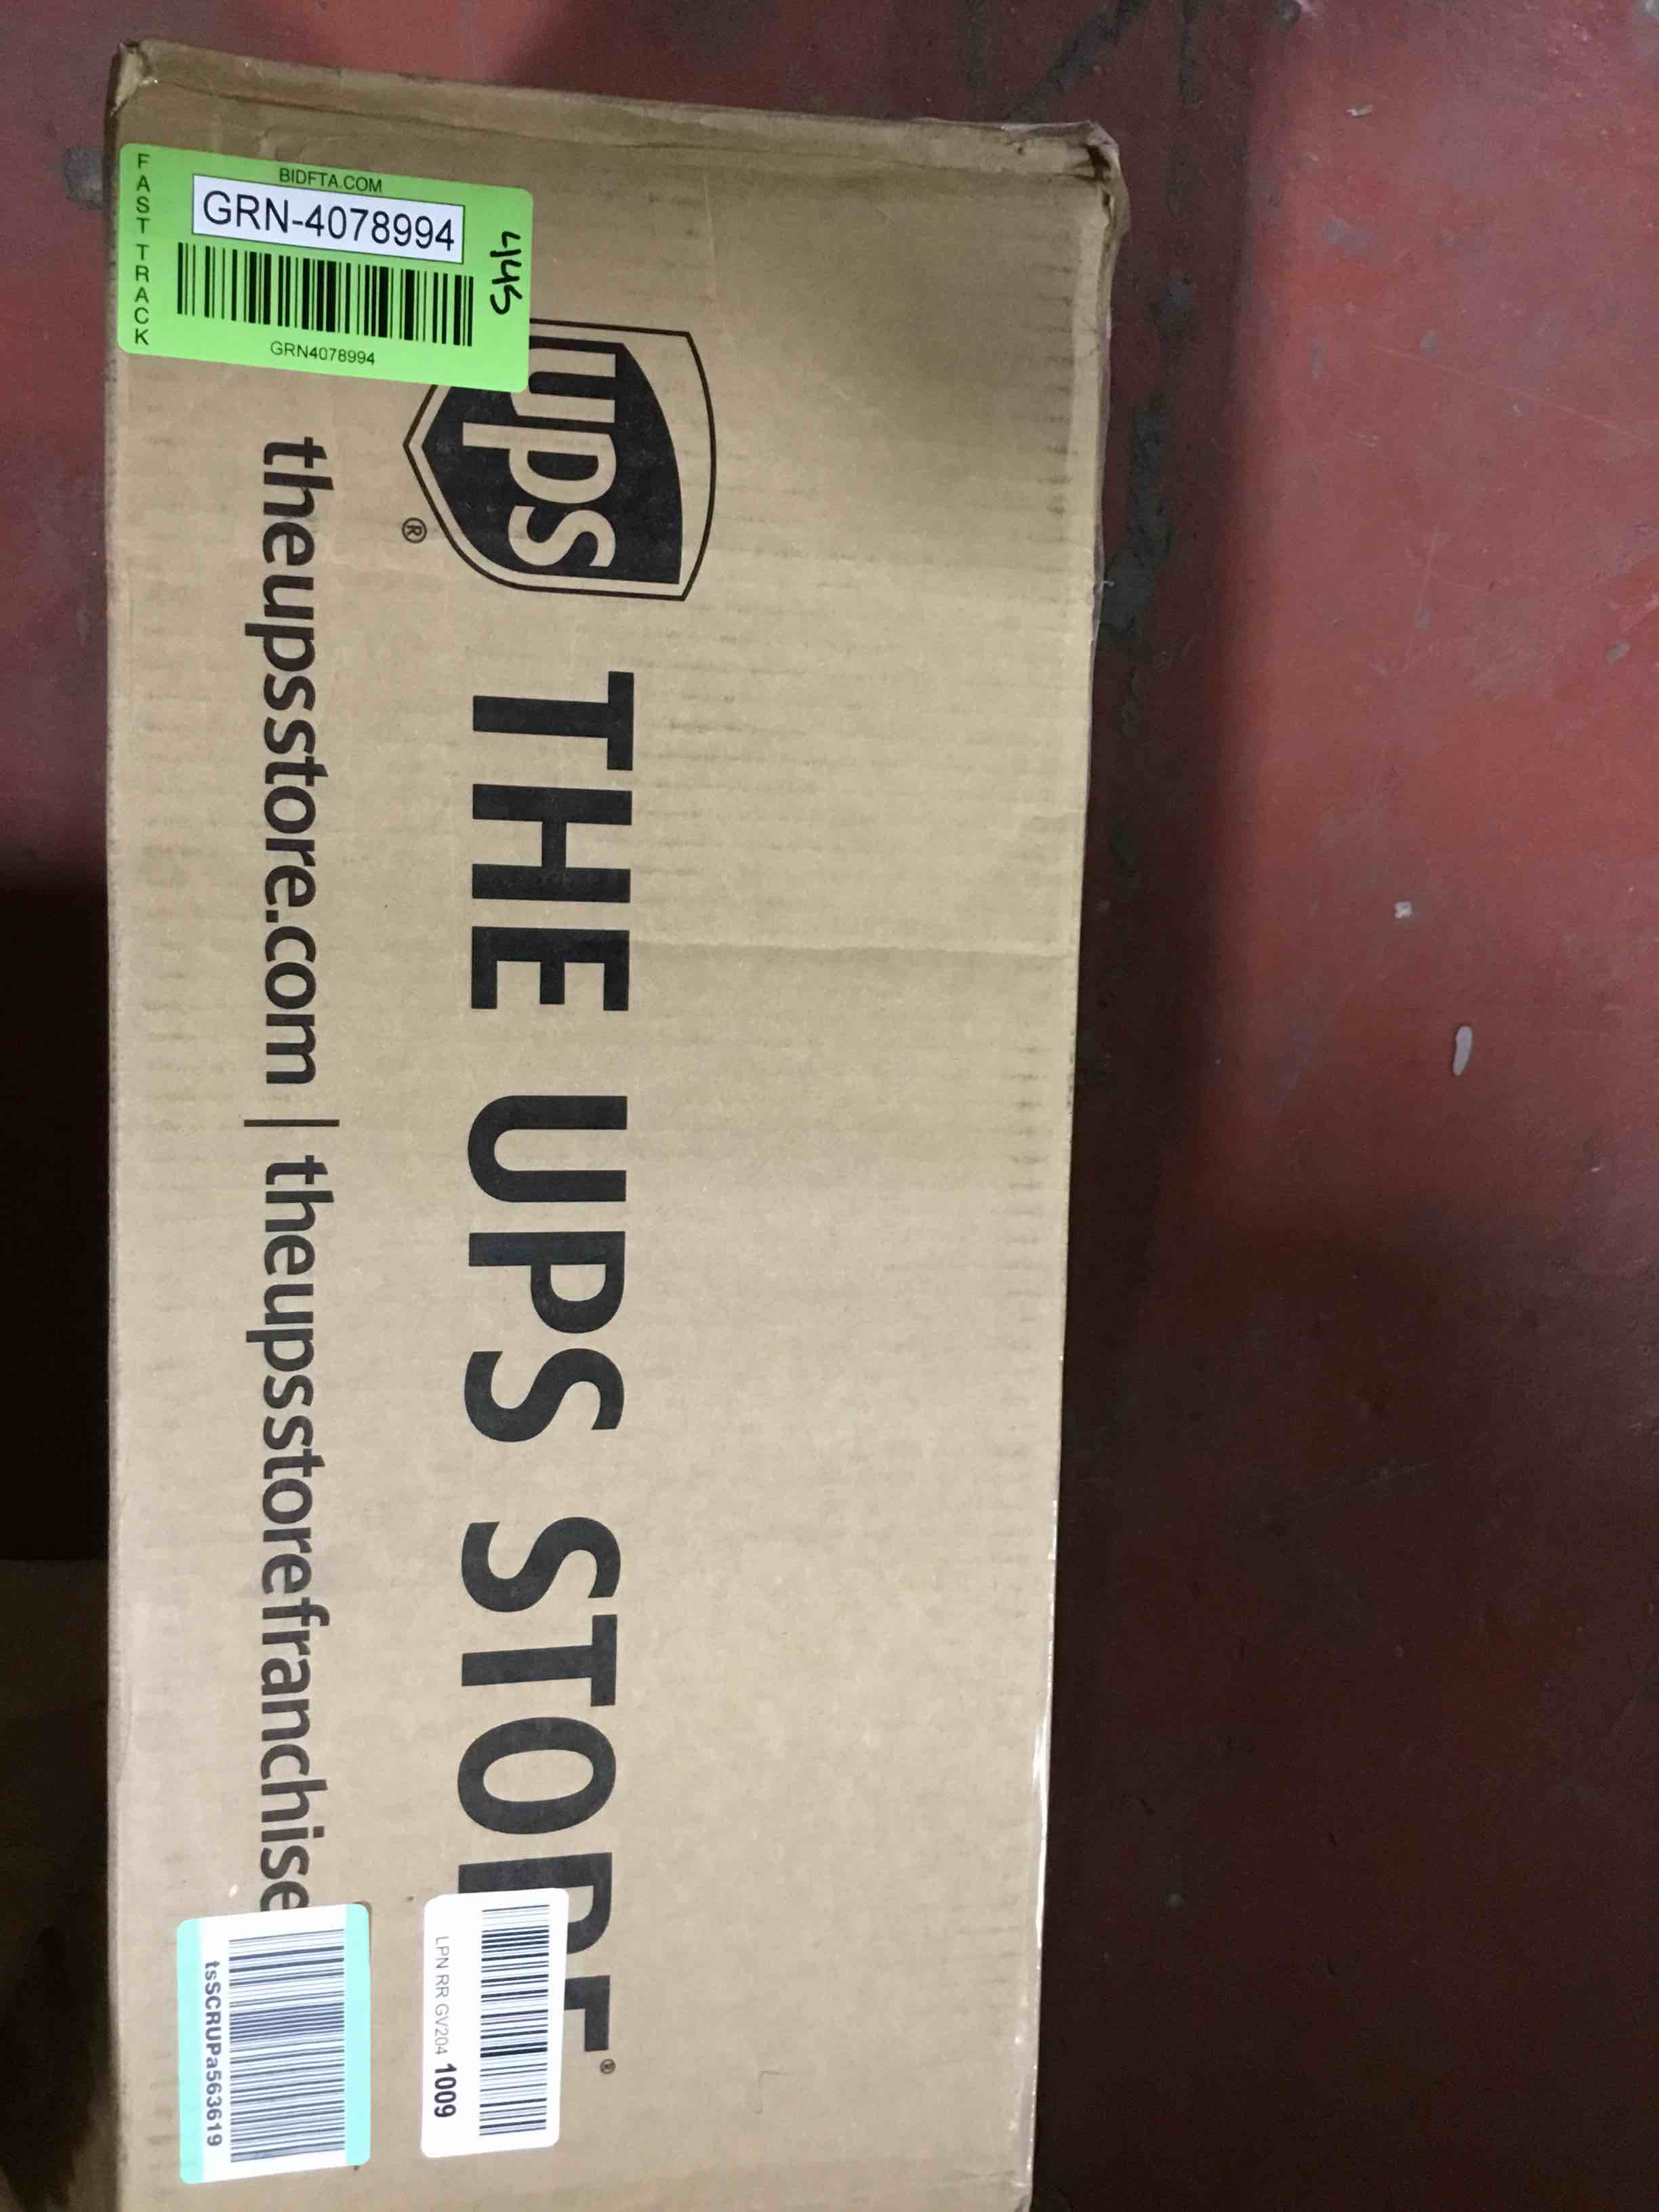 FAST TRACK
BIDFTA.COM
GRN-4078994
GRN4078994
445
ups
®
THE UPS STORE®
theupsstore.com | theupsstorefranchise
LPN RR GV204 1009
tsSCRUPa563619